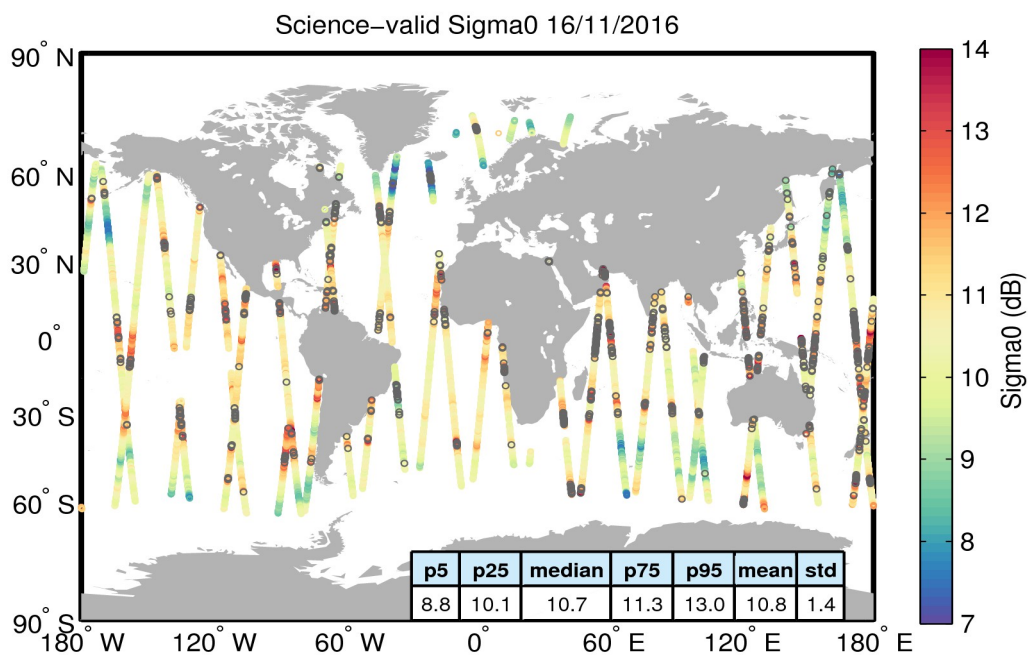 Science−valid Sigma0 16/11/2016
90° N
60° N
30° N
0°
30° S
60° S
90° S
180° W
120° W
60° W
0°
60° E
120° E
180° E
p5 p25 median p75 p95 mean std
8.8 10.1 10.7 11.3 13.0 10.8 1.4
14
13
12
11
10
9
8
7
Sigma0 (dB)